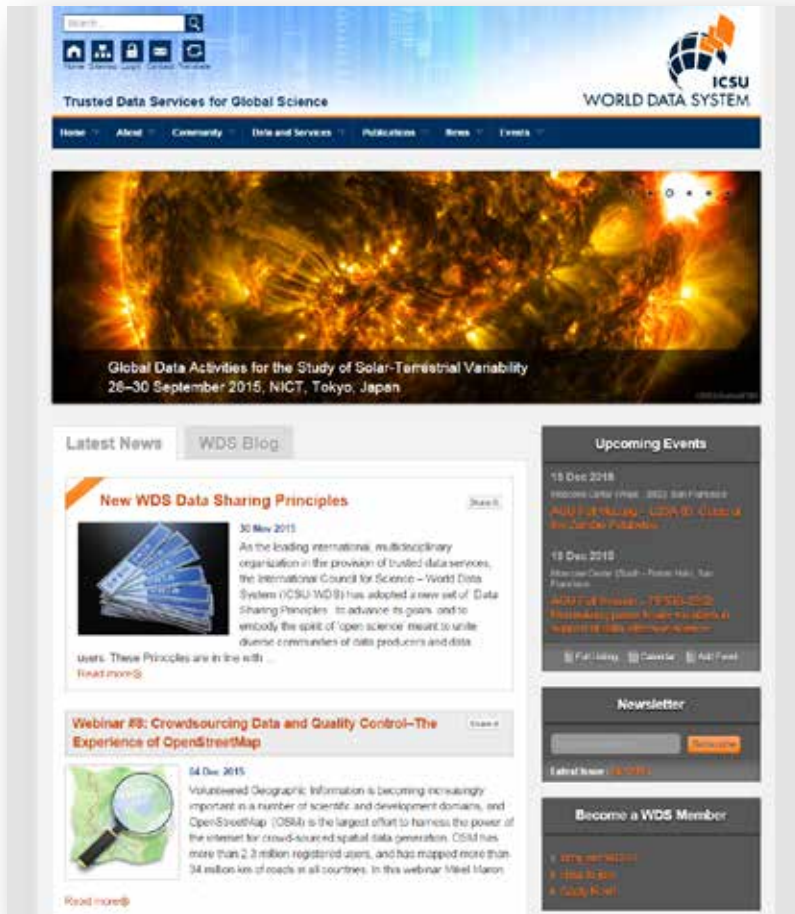 Search...
Home Sitemap Login Contact Translate
ICSU
WORLD DATA SYSTEM
Trusted Data Services for Global Science
Home About Community Data and Services Publications News Events
Global Data Activities for the Study of Solar-Terrestrial Variability
28–30 September 2015, NICT, Tokyo, Japan
Latest News WDS Blog
New WDS Data Sharing Principles
30 Nov 2015
As the leading international, multidisciplinary
organization in the provision of trusted data services,
the International Council for Science – World Data
System (ICSU-WDS) has adopted a new set of Data
Sharing Principles to advance its goals and to
embody the spirit of 'open science' meant to unite
diverse communities of data producers and data
users. These Principles are in line with ...
Read more
Webinar #8: Crowdsourcing Data and Quality Control–The
Experience of OpenStreetMap
04 Dec 2015
Volunteered Geographic Information is becoming increasingly
important in a number of scientific and development domains, and
OpenStreetMap (OSM) is the largest effort to harness the power of
the internet for crowd-sourced spatial data generation. OSM has
more than 2.3 million registered users, and has mapped more than
34 million km of roads in all countries. In this webinar Mikel Maron
Read more
Upcoming Events
Full Listing Calendar Add Event
Newsletter
Subscribe
Latest Issue:
Become a WDS Member